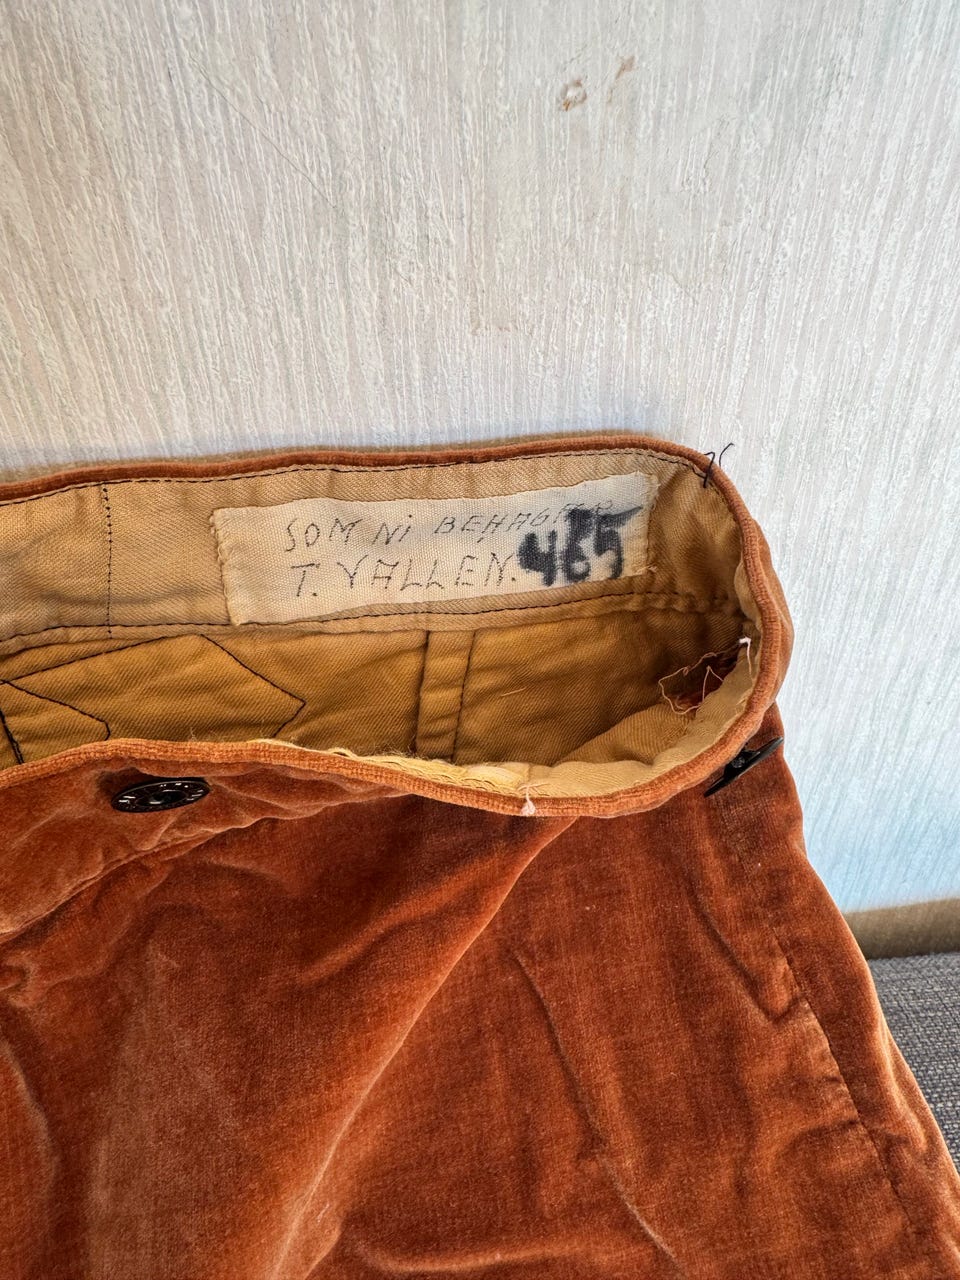 SOM Ni BEHAGAR
T. VALLEN. 465